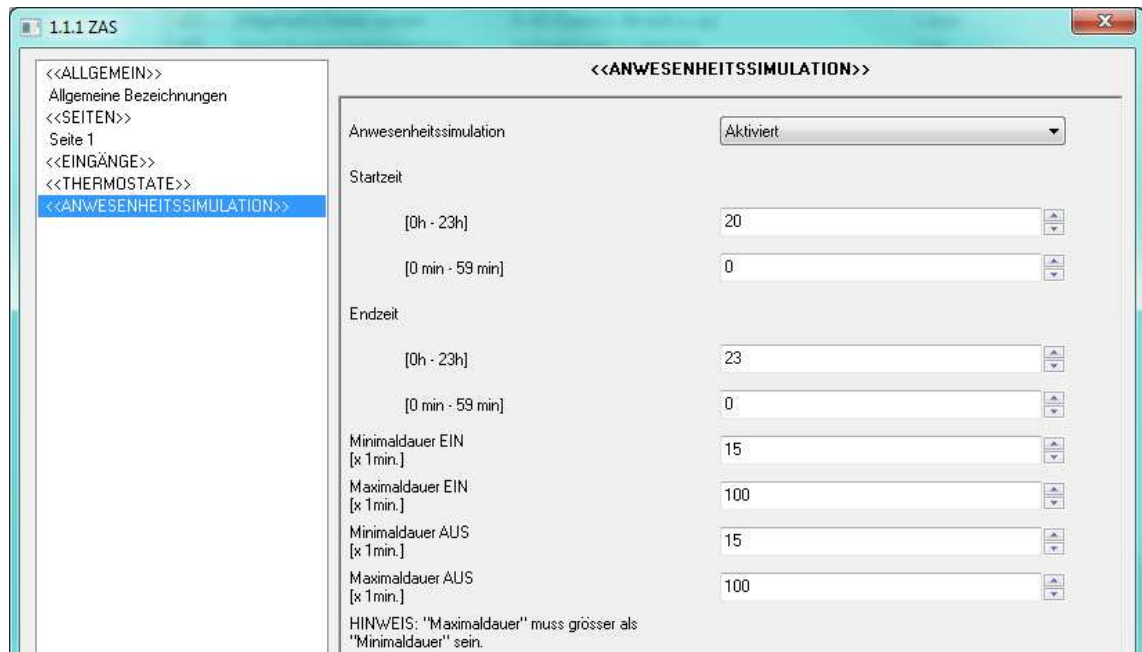 1.1.1 ZAS
<<ALLGEMEIN>>
Allgemeine Bezeichnungen
<<SEITEN>>
Seite 1
<<EINGÄNGE>>
<<THERMOSTATE>>
<<ANWESENHEITSSIMULATION>>
<<ANWESENHEITSSIMULATION>>
Anwesenheitssimulation Aktiviert
Startzeit
[0h - 23h] 20
[0 min - 59 min] 0
Endzeit
[0h - 23h] 23
[0 min - 59 min] 0
Minimaldauer EIN
[x 1min.] 15
Maximaldauer EIN
[x 1min.] 100
Minimaldauer AUS
[x 1min.] 15
Maximaldauer AUS
[x 1min.] 100
HINWEIS: "Maximaldauer" muss grösser als
"Minimaldauer" sein.